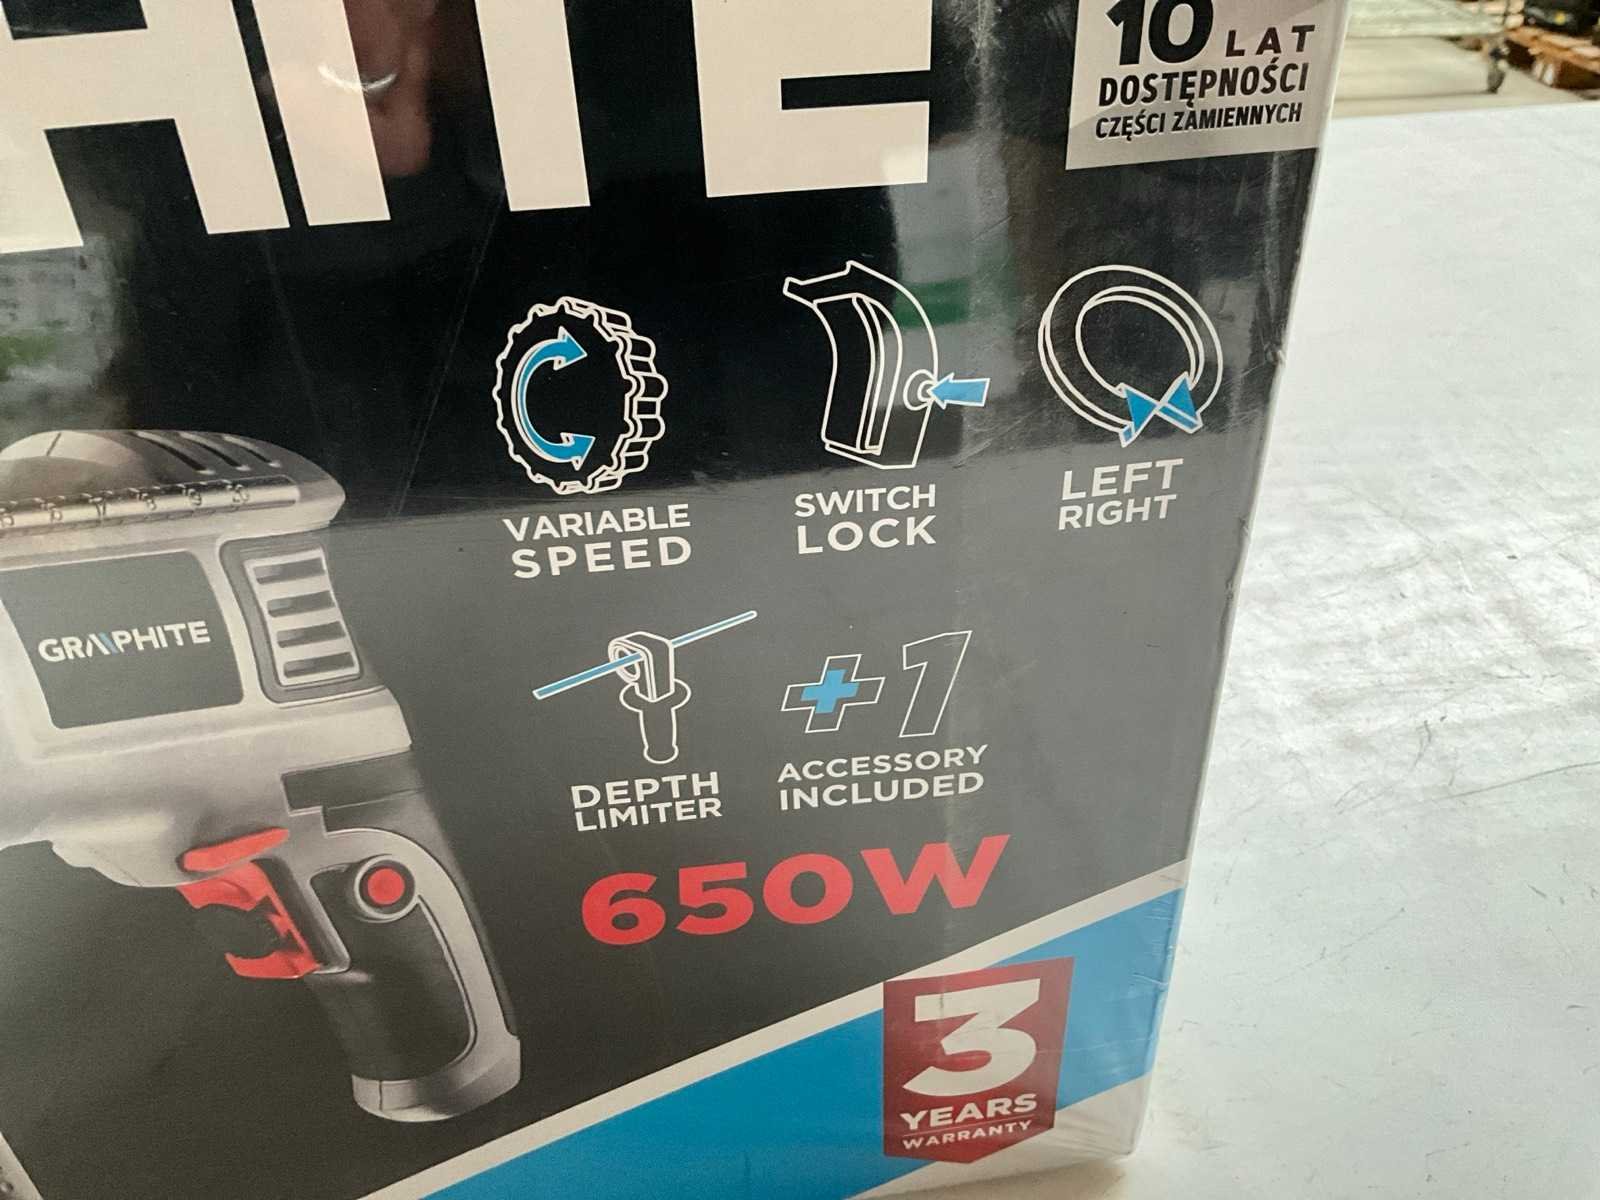 HITE
10 LAT
DOSTĘPNOŚCI
CZĘŚCI ZAMIENNYCH
VARIABLE
SPEED
SWITCH
LOCK
LEFT
RIGHT
GRAPHITE
+1
DEPTH
LIMITER
ACCESSORY
INCLUDED
650W
3
YEARS
WARRANTY